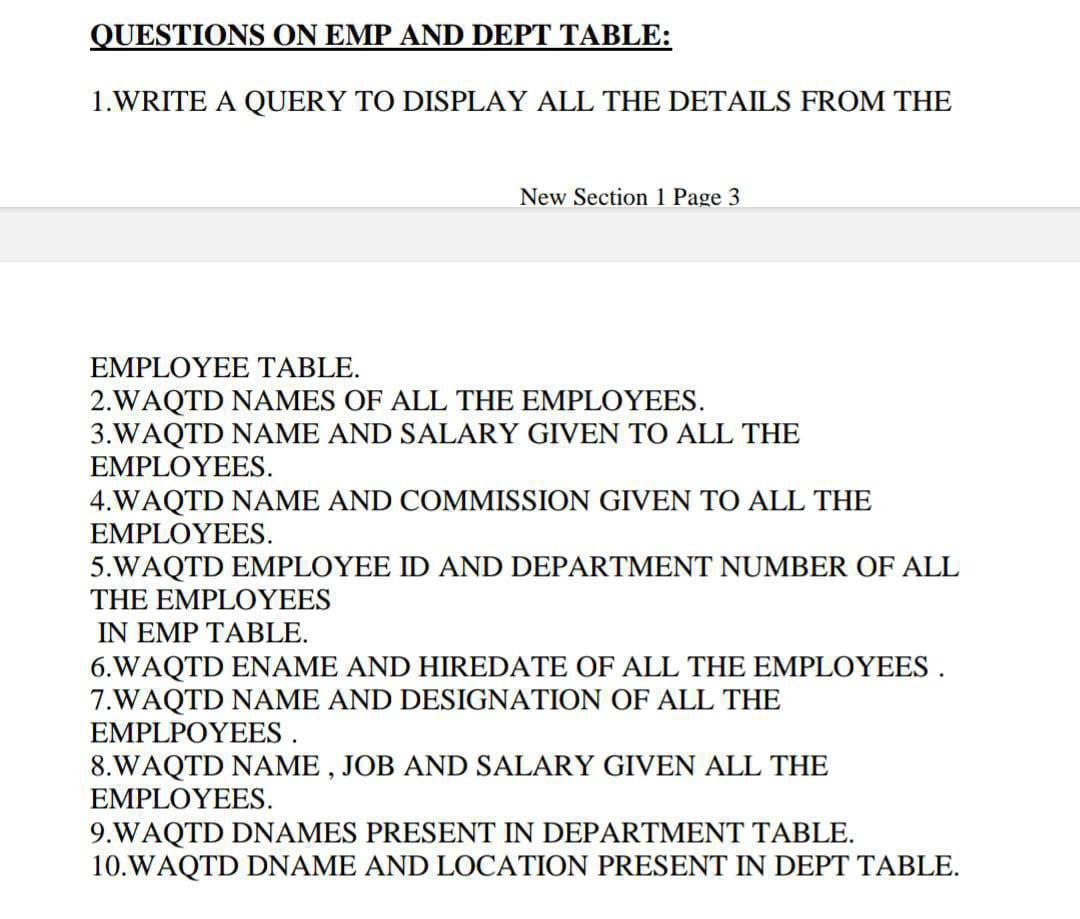 QUESTIONS ON EMP AND DEPT TABLE:
1.WRITE A QUERY TO DISPLAY ALL THE DETAILS FROM THE
New Section 1 Page 3
EMPLOYEE TABLE.
2.WAQTD NAMES OF ALL THE EMPLOYEES.
3.WAQTD NAME AND SALARY GIVEN TO ALL THE
EMPLOYEES.
4.WAQTD NAME AND COMMISSION GIVEN TO ALL THE
EMPLOYEES.
5.WAQTD EMPLOYEE ID AND DEPARTMENT NUMBER OF ALL
THE EMPLOYEES
IN EMP TABLE.
6.WAQTD ENAME AND HIREDATE OF ALL THE EMPLOYEES .
7.WAQTD NAME AND DESIGNATION OF ALL THE
EMPLPOYEES .
8.WAQTD NAME , JOB AND SALARY GIVEN ALL THE
EMPLOYEES.
9.WAQTD DNAMES PRESENT IN DEPARTMENT TABLE.
10.WAQTD DNAME AND LOCATION PRESENT IN DEPT TABLE.